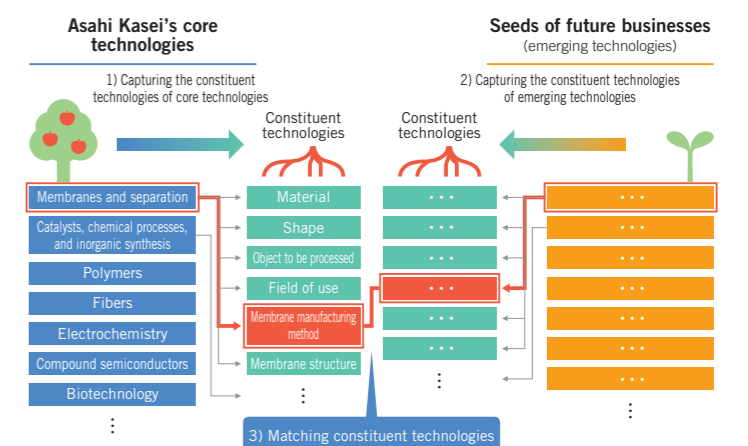 Asahi Kasei's core
technologies
Seeds of future businesses
(emerging technologies)
1) Capturing the constituent
technologies of core technologies
2) Capturing the constituent technologies
of emerging technologies
Constituent
technologies
Constituent
technologies
Membranes and separation
Catalysts, chemical processes,
and inorganic synthesis
Polymers
Fibers
Electrochemistry
Compound semiconductors
Biotechnology
⋮
Material
Shape
Object to be processed
Field of use
Membrane manufacturing
method
Membrane structure
⋮
• • •
• • •
• • •
• • •
• • •
• • •
⋮
• • •
• • •
• • •
• • •
• • •
• • •
• • •
⋮
3) Matching constituent technologies